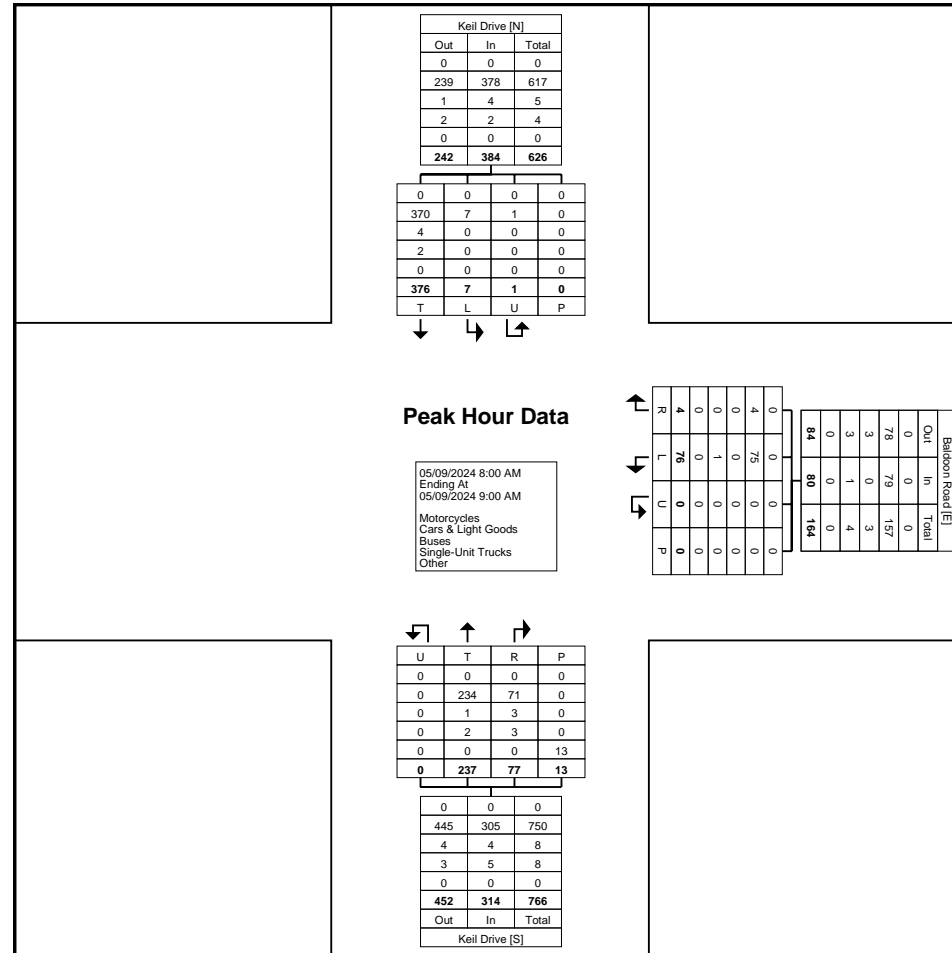 Keil Drive [N]
Out In Total
0 0 0
239 378 617
1 4 5
2 2 4
0 0 0
242 384 626
0 0 0 0
370 7 1 0
4 0 0 0
2 0 0 0
0 0 0 0
376 7 1 0
T L U P
Peak Hour Data
05/09/2024 8:00 AM
Ending At
05/09/2024 9:00 AM
Motorcycles
Cars & Light Goods
Buses
Single-Unit Trucks
Other
Baldoon Road [E]
Out In Total
0 0 0
78 79 157
3 0 3
3 1 4
0 0 0
84 80 164
0 0 0 0
4 75 0 0
0 0 0 0
0 1 0 0
0 0 0 0
4 76 0 0
R L U P
U T R P
0 0 0 0
0 234 71 0
0 1 3 0
0 2 3 0
0 0 0 13
0 237 77 13
0 0 0
445 305 750
4 4 8
3 5 8
0 0 0
452 314 766
Out In Total
Keil Drive [S]